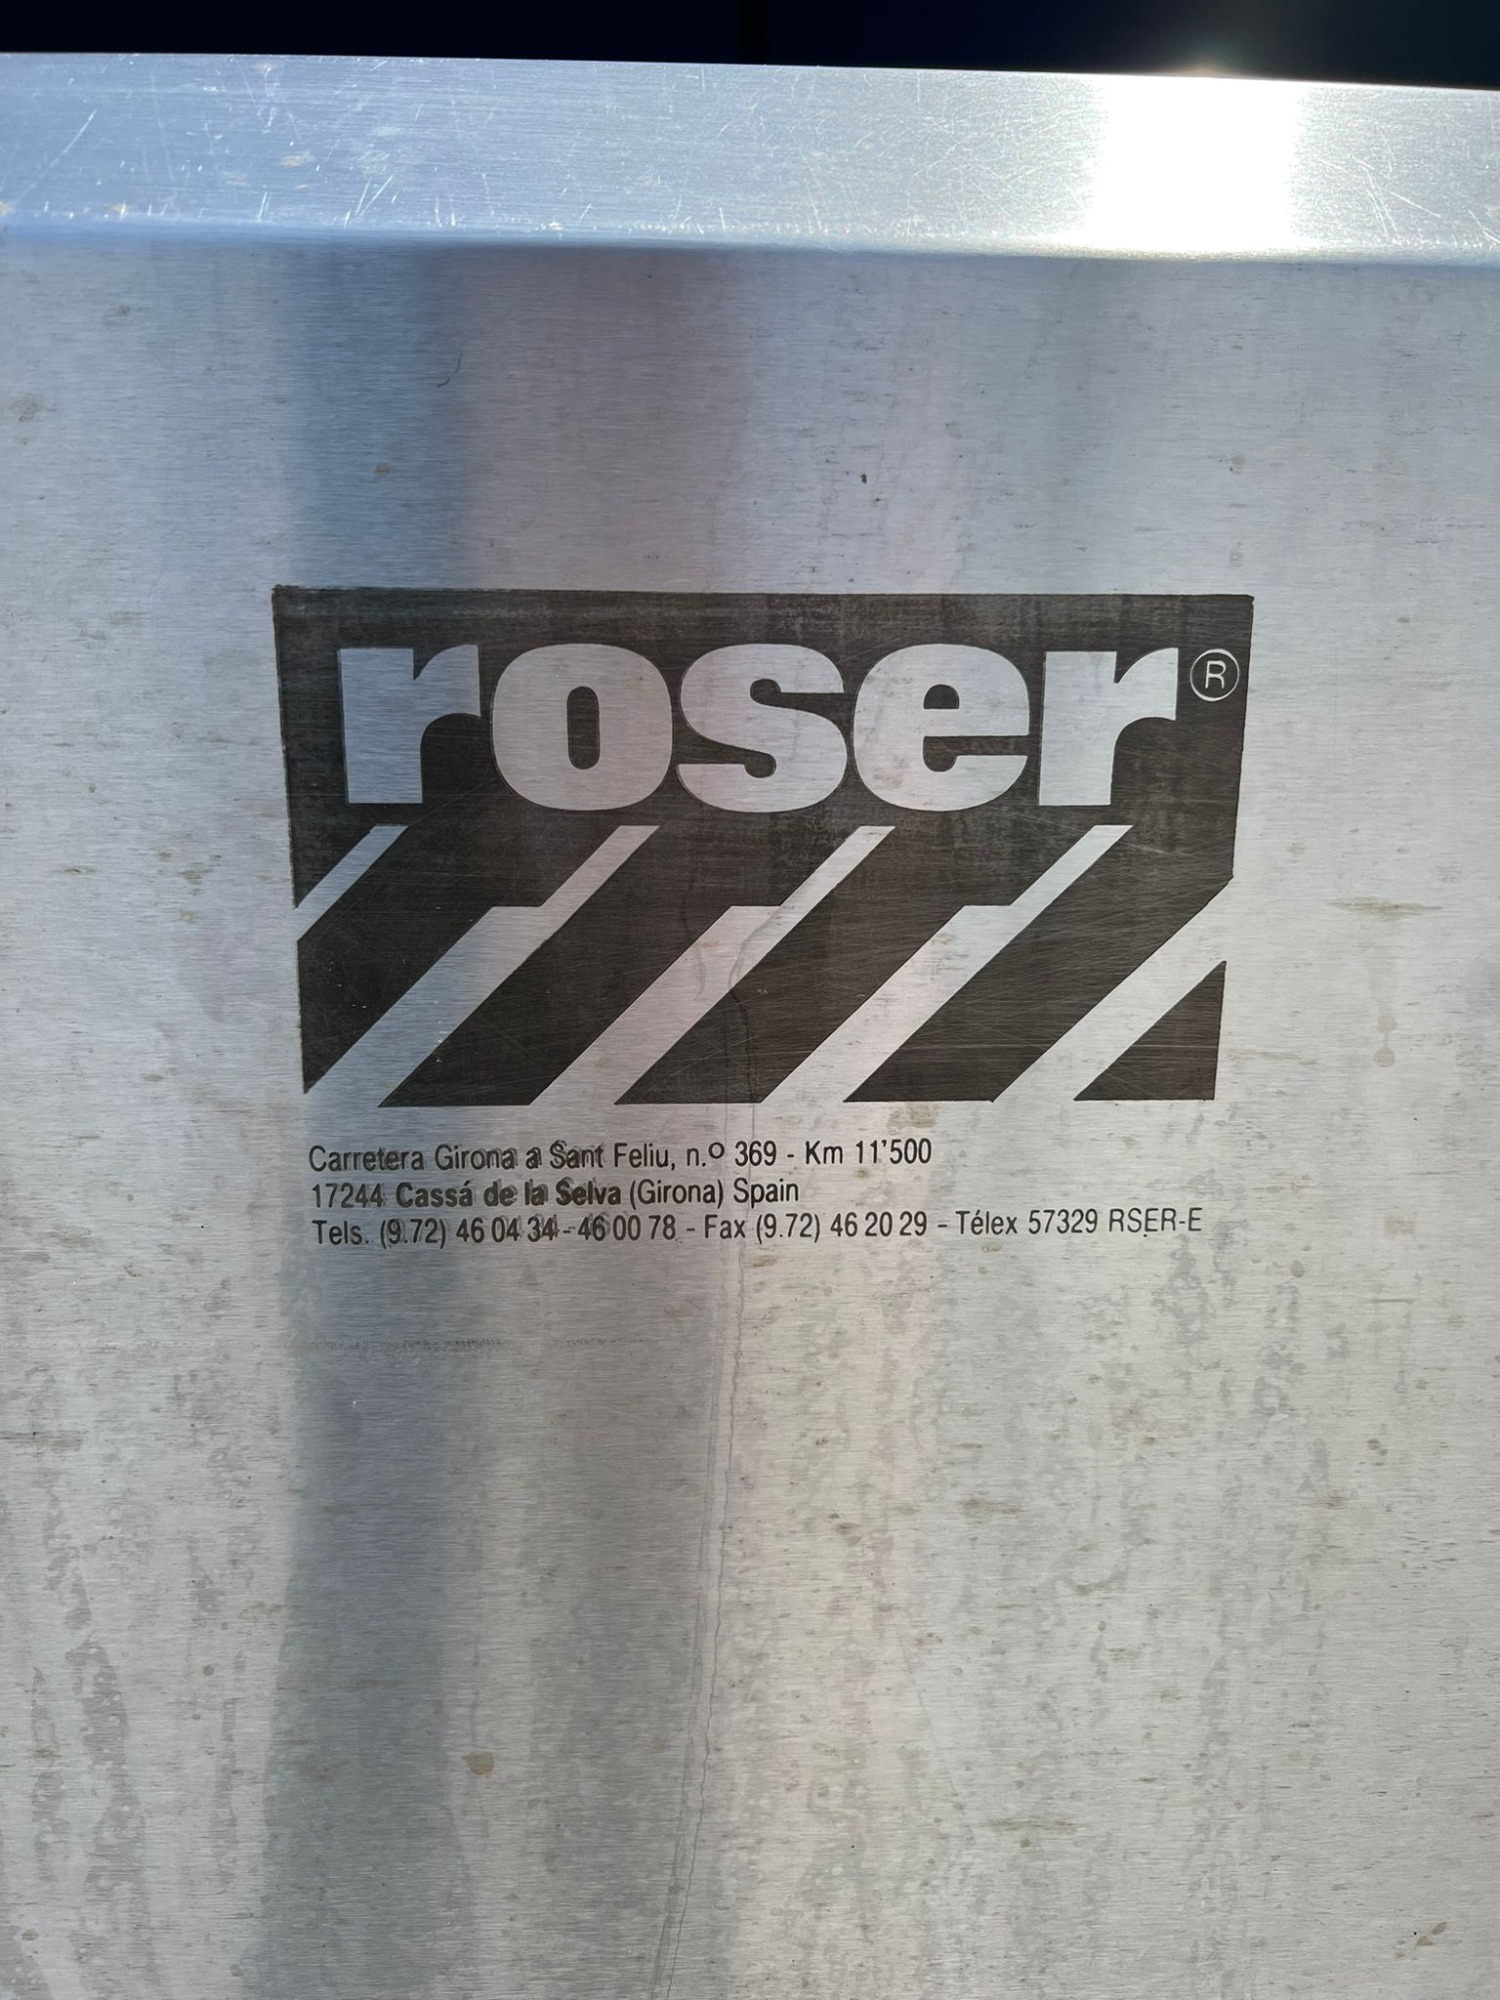 roser®
Carretera Girona a Sant Feliu, n.º 369 - Km 11'500
17244 Cassá de la Selva (Girona) Spain
Tels. (9.72) 46 04 34 - 46 00 78 - Fax (9.72) 46 20 29 - Télex 57329 RSER-E